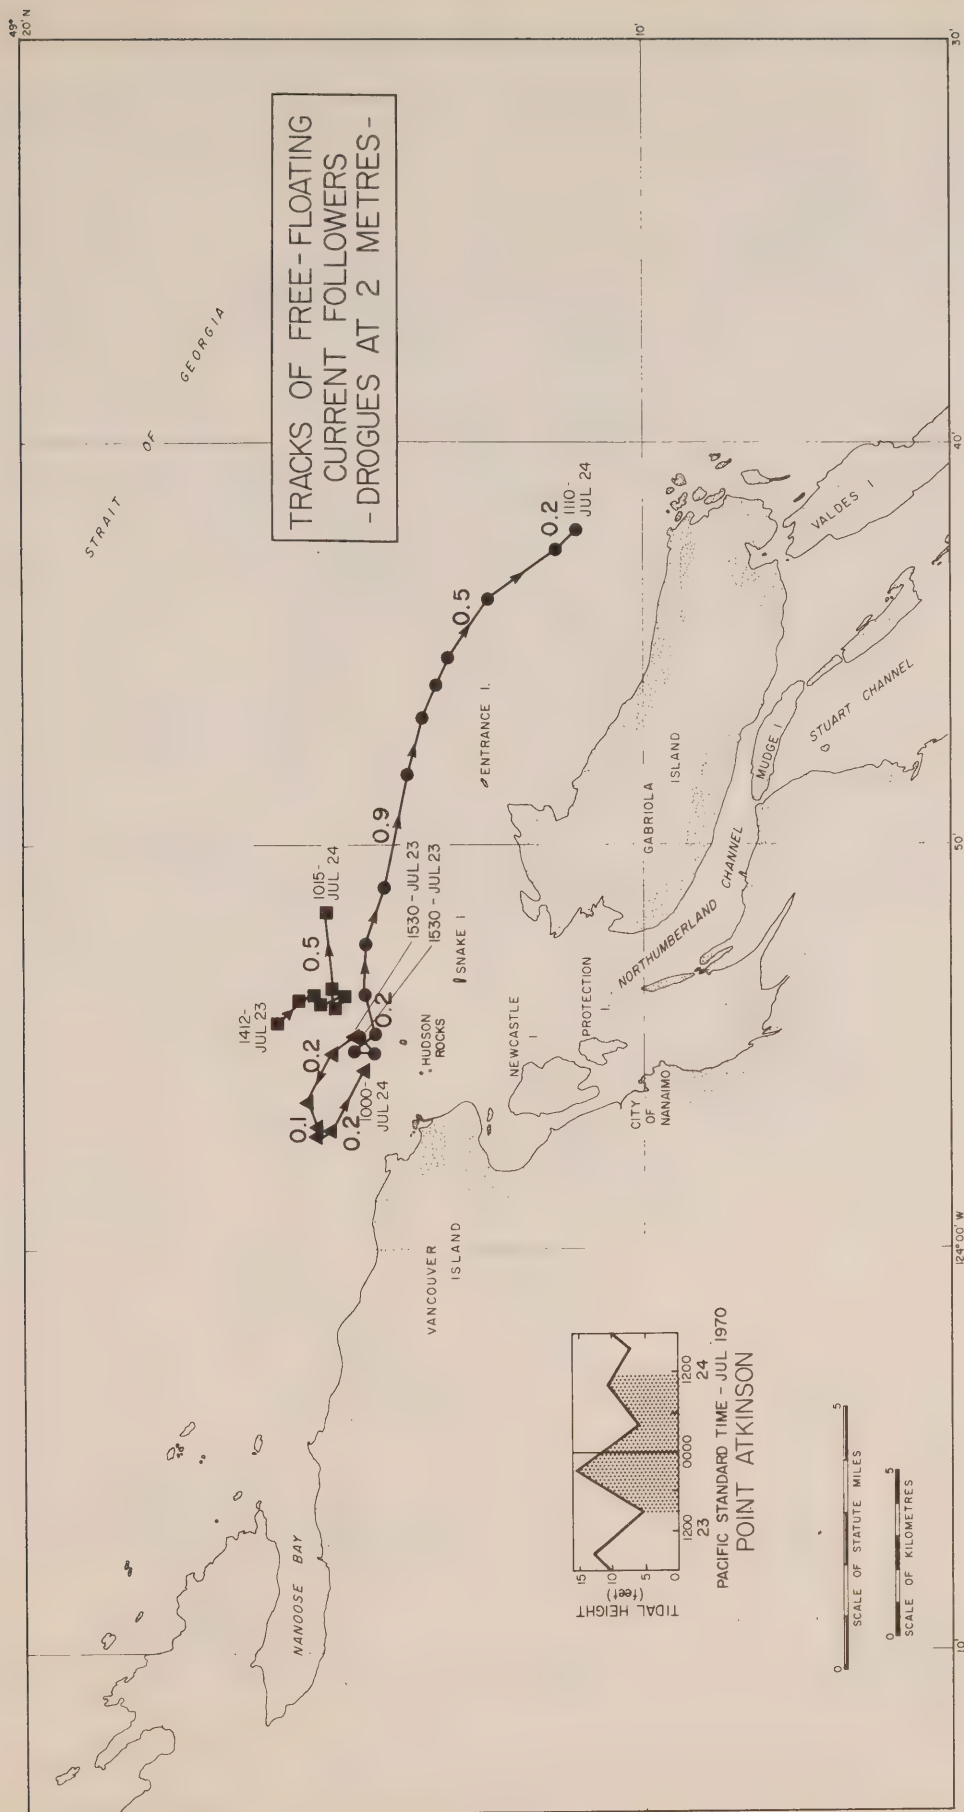 49°
20' N
10'
30'
40'
50'
124° 00' W
10'
STRAIT
OF
GEORGIA
TRACKS OF FREE-FLOATING
CURRENT FOLLOWERS
- DROGUES AT 2 METRES -
1412-
JUL 23
0.5
1015-
JUL 24
0.2
0.1
0.2
1000-
JUL 24
0.2
1530-JUL 23
1530-JUL 23
0.9
0.5
0.2
1110-
JUL 24
HUDSON
ROCKS
SNAKE I
ENTRANCE I.
NEWCASTLE
I
PROTECTION
I.
CITY
OF
NANAIMO
GABRIOLA
ISLAND
NORTHUMBERLAND CHANNEL
MUDGE I
STUART CHANNEL
VALDES I
VANCOUVER
ISLAND
NANOOSE BAY
TIDAL HEIGHT
(feet)
15
10
5
0
1200
0000
1200
23
24
PACIFIC STANDARD TIME - JUL 1970
POINT ATKINSON
0
5
SCALE OF STATUTE MILES
0
5
SCALE OF KILOMETRES